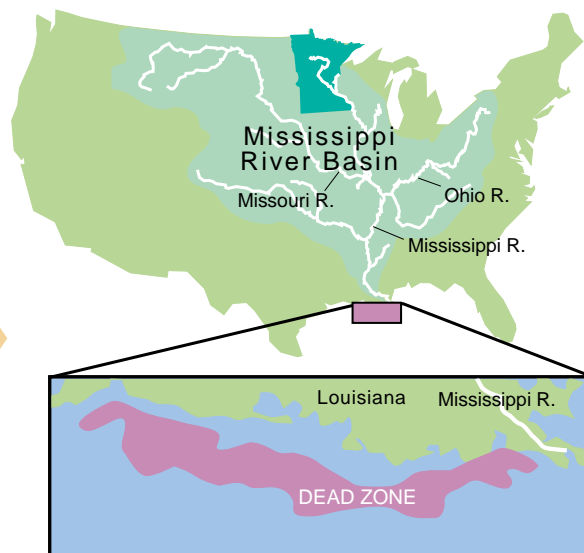 Mississippi
River Basin
Missouri R.
Ohio R.
Mississippi R.
Louisiana
Mississippi R.
DEAD ZONE